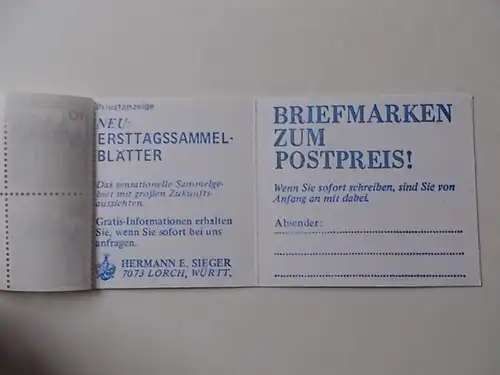 Privatanzeige
NEU:
ERSTTAGSSAMMEL-
BLÄTTER
Das sensationelle Sammelge-
biet mit großen Zukunfts-
aussichten.
Gratis-Informationen erhalten
Sie, wenn Sie sofort bei uns
anfragen.
HERMANN E. SIEGER
7073 LORCH, WÜRTT.
BRIEFMARKEN
ZUM
POSTPREIS!
Wenn Sie sofort schreiben, sind Sie von
Anfang an mit dabei.
Absender: